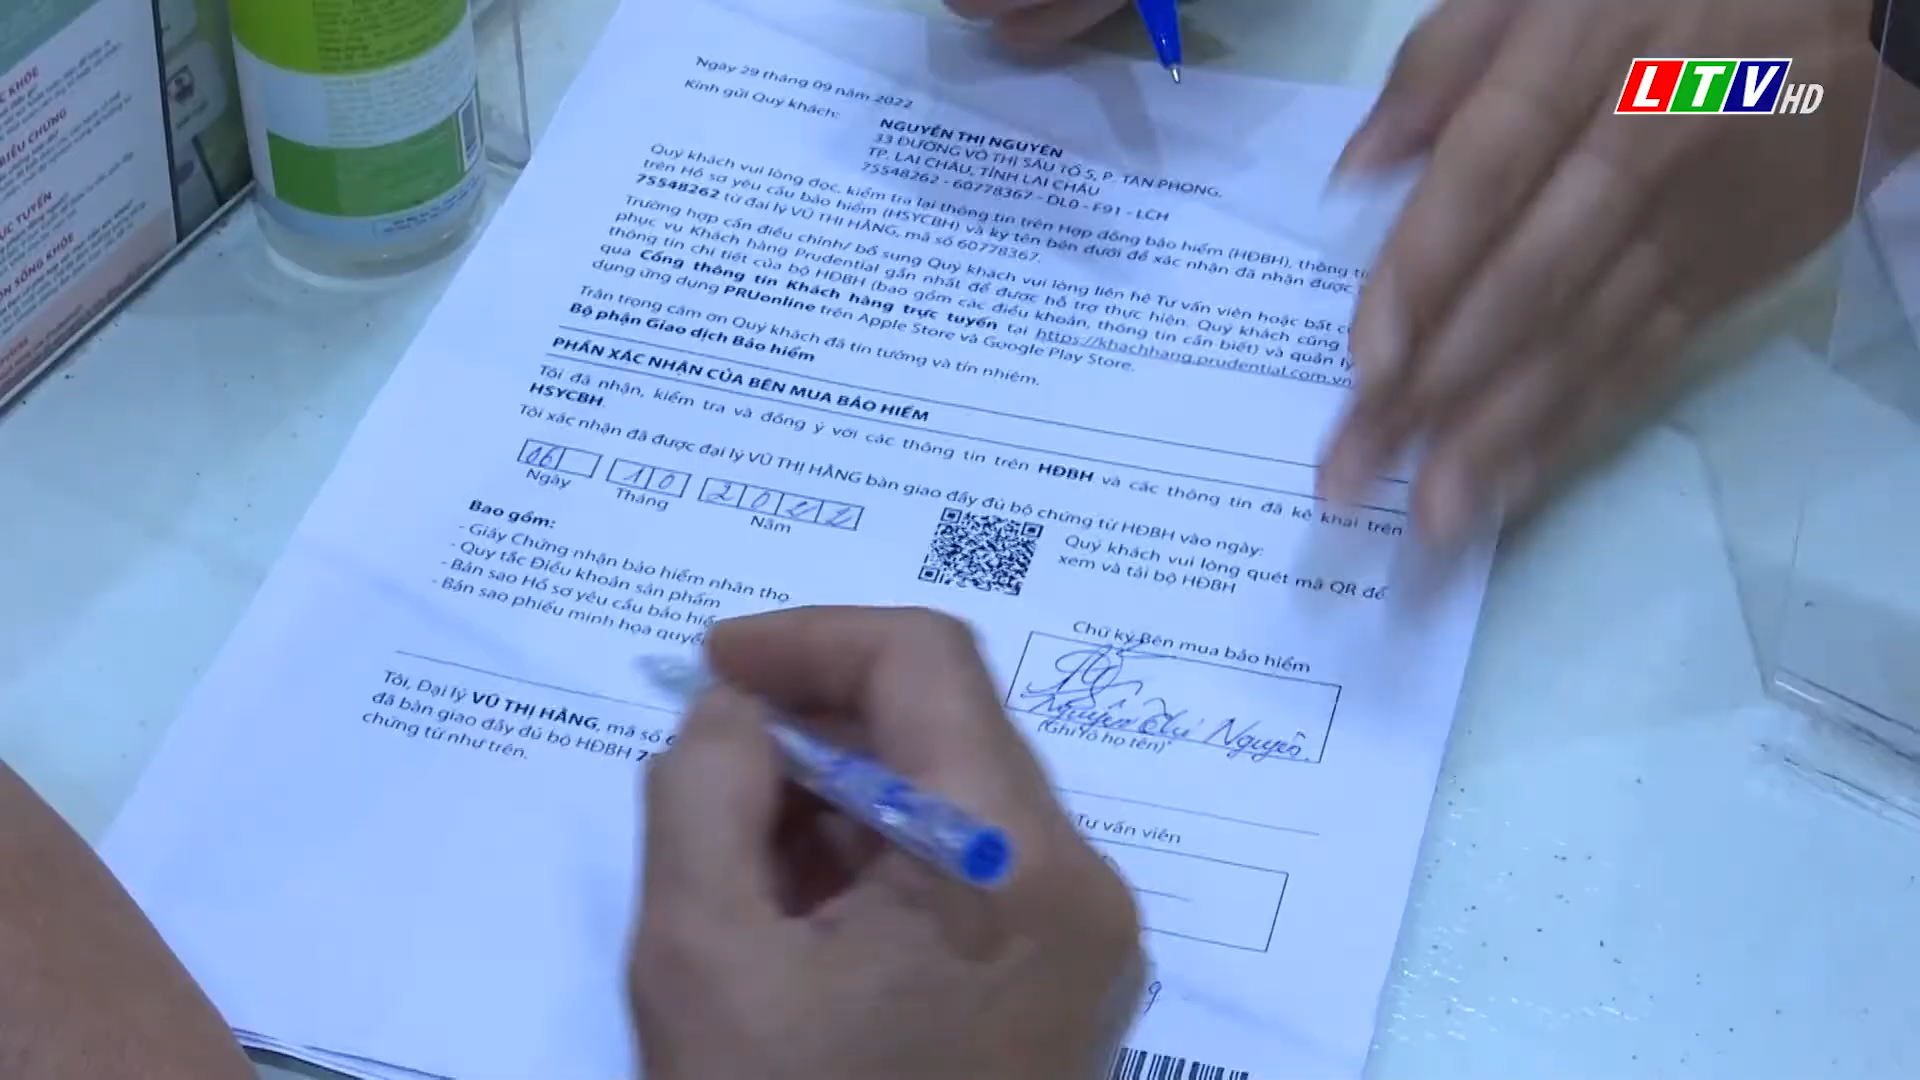 LTV HD
Ngày 29 tháng 09 năm 2022
Kính gửi Quý khách:
NGUYỄN THỊ NGUYÊN
33 ĐƯỜNG VÕ THỊ SÁU TỔ 5, P. TÂN PHONG,
TP. LAI CHÂU, TỈNH LAI CHÂU
75548262 - 60778367 - DL0 - F91 - LCH
Quý khách vui lòng đọc, kiểm tra lại thông tin trên Hợp đồng bảo hiểm (HĐBH), thông
trên Hồ sơ yêu cầu bảo hiểm (HSYCBH) và ký tên bên dưới để xác nhận đã nhận được
75548262 từ đại lý VŨ THỊ HẰNG, mã số 60778367.
Trường hợp cần điều chỉnh/ bổ sung Quý khách vui lòng liên hệ Tư vấn viên hoặc bất
phục vụ Khách hàng Prudential gần nhất để được hỗ trợ thực hiện. Quý khách cũng
thông tin chi tiết của bộ HĐBH (bao gồm các điều khoản, thông tin cần biết) và quản lý
qua Cổng thông tin Khách hàng trực tuyến tại https://khachhang.prudential.com.vn
dụng ứng dụng PRUonline trên Apple Store và Google Play Store.
Trân trọng cảm ơn Quý khách đã tin tưởng và tín nhiệm.
Bộ phận Giao dịch Bảo hiểm
PHẦN XÁC NHẬN CỦA BÊN MUA BẢO HIỂM
Tôi đã nhận, kiểm tra và đồng ý với các thông tin trên HĐBH và các thông tin đã kê khai trên
HSYCBH.
Tôi xác nhận đã được đại lý VŨ THỊ HẰNG bàn giao đầy đủ bộ chứng từ HĐBH vào ngày:
06 10 2022
Ngày Tháng Năm
Quý khách vui lòng quét mã QR để
xem và tải bộ HĐBH
Bao gồm:
- Giấy Chứng nhận bảo hiểm nhân thọ
- Quy tắc Điều khoản sản phẩm
- Bản sao Hồ sơ yêu cầu bảo
- Bản sao phiếu minh họa
Chữ ký Bên mua bảo hiểm
Nguyễn Thị Nguyên
(Ghi rõ họ tên)
Tôi, Đại lý VŨ THỊ HẰNG, mã số
đã bàn giao đầy đủ bộ HĐBH
chứng từ như trên.
Tư vấn viên
KHỎE
BIẾU CHỨNG
TUYẾN
SỐNG KHỎE